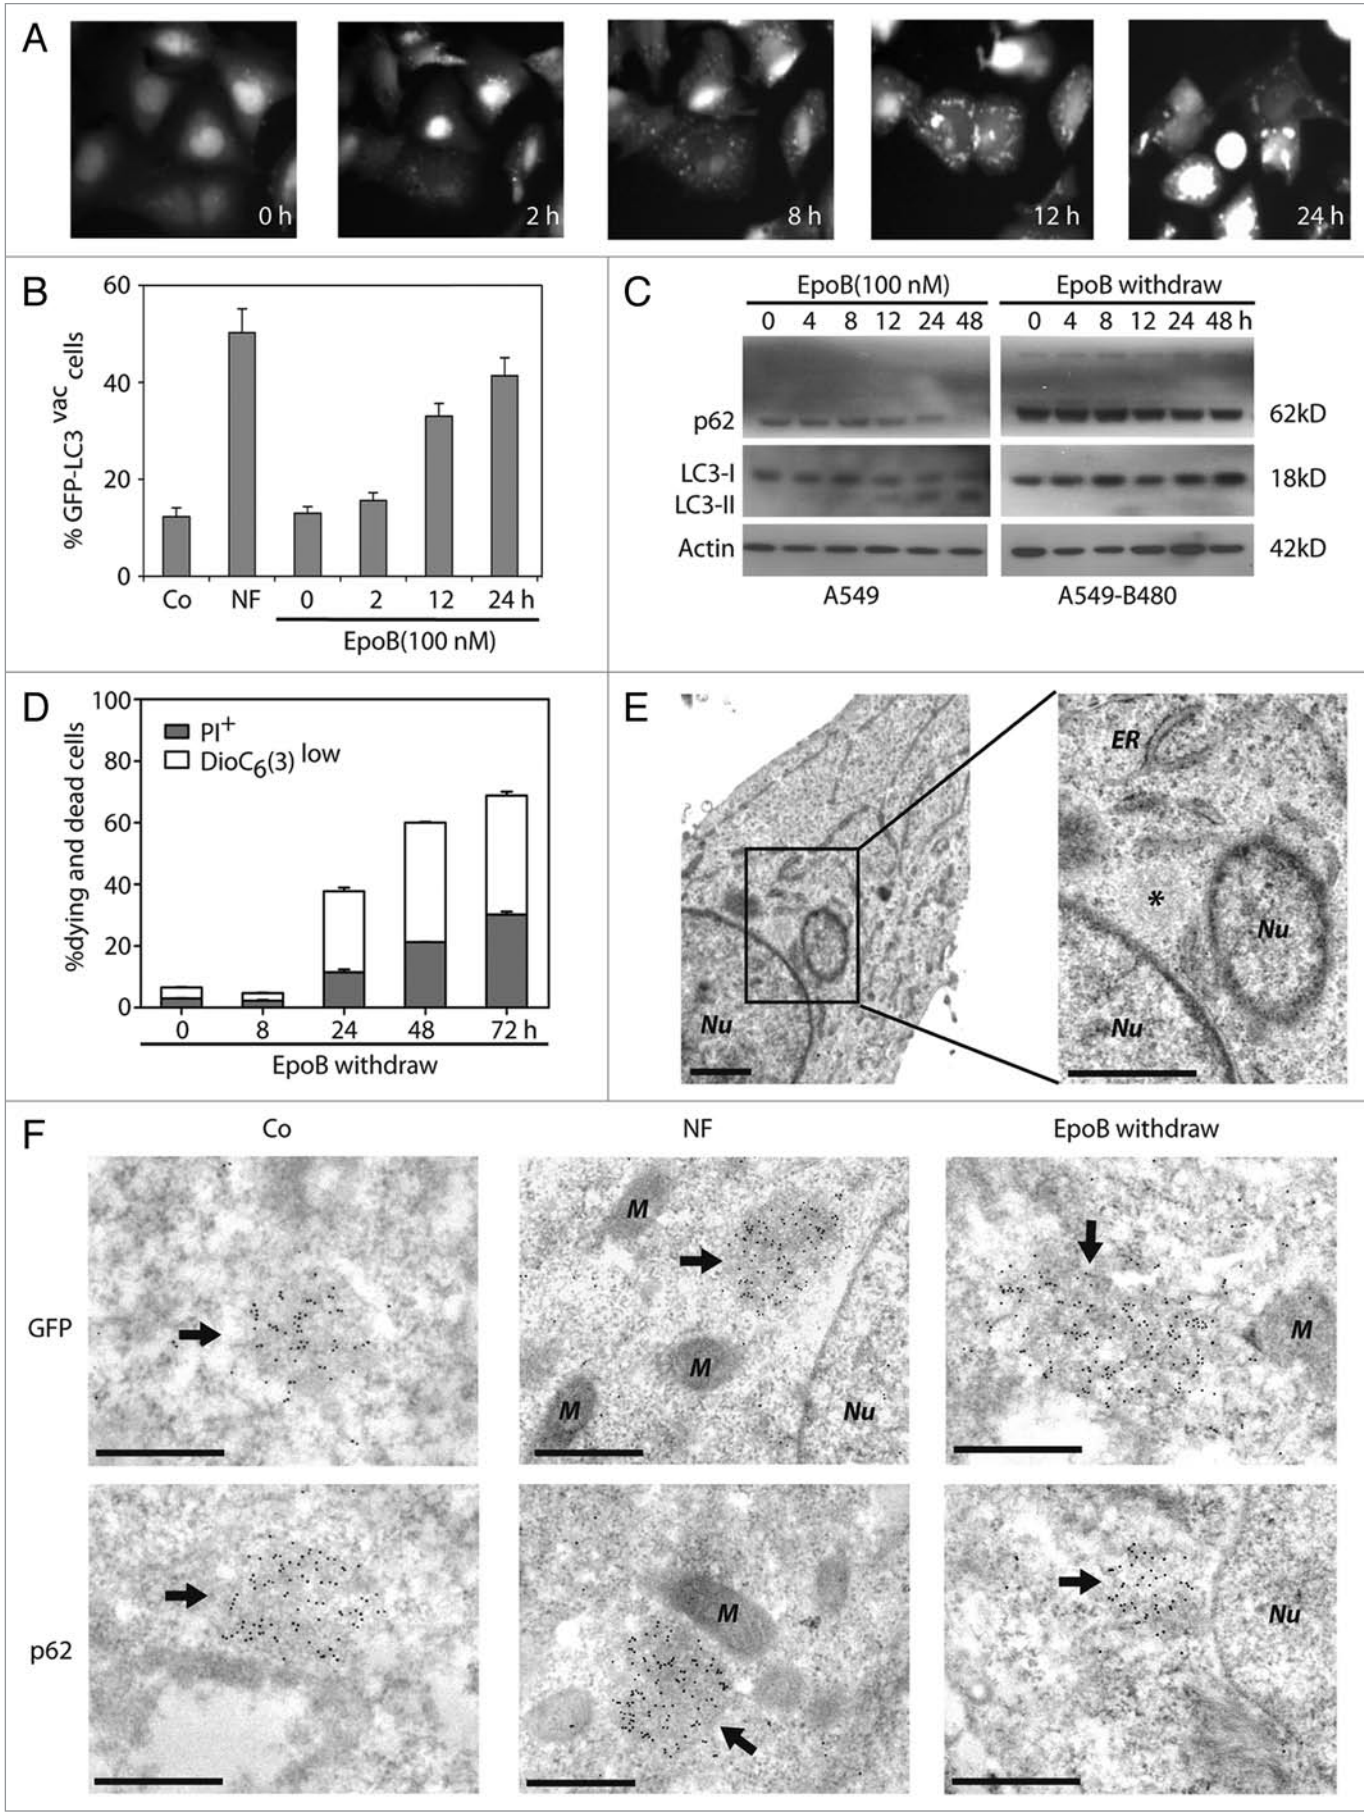 A
0 h
2 h
8 h
12 h
24 h
B
% GFP-LC3vac cells
60
40
20
0
Co NF 0 2 12 24 h
EpoB(100 nM)
C
EpoB(100 nM) EpoB withdraw
0 4 8 12 24 48 0 4 8 12 24 48 h
p62 62kD
LC3-I 18kD
LC3-II
Actin 42kD
A549 A549-B480
D
%dying and dead cells
100
80
60
40
20
0
PI+
DioC6(3) low
0 8 24 48 72 h
EpoB withdraw
E
Nu
ER
*
Nu
Nu
F
Co NF EpoB withdraw
GFP
M
M
M
Nu
M
p62
M
Nu